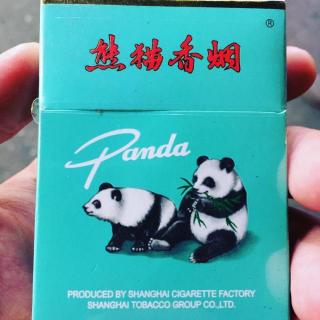 熊猫香烟®
Panda
PRODUCED BY SHANGHAI CIGARETTE FACTORY
SHANGHAI TOBACCO GROUP CO.,LTD.